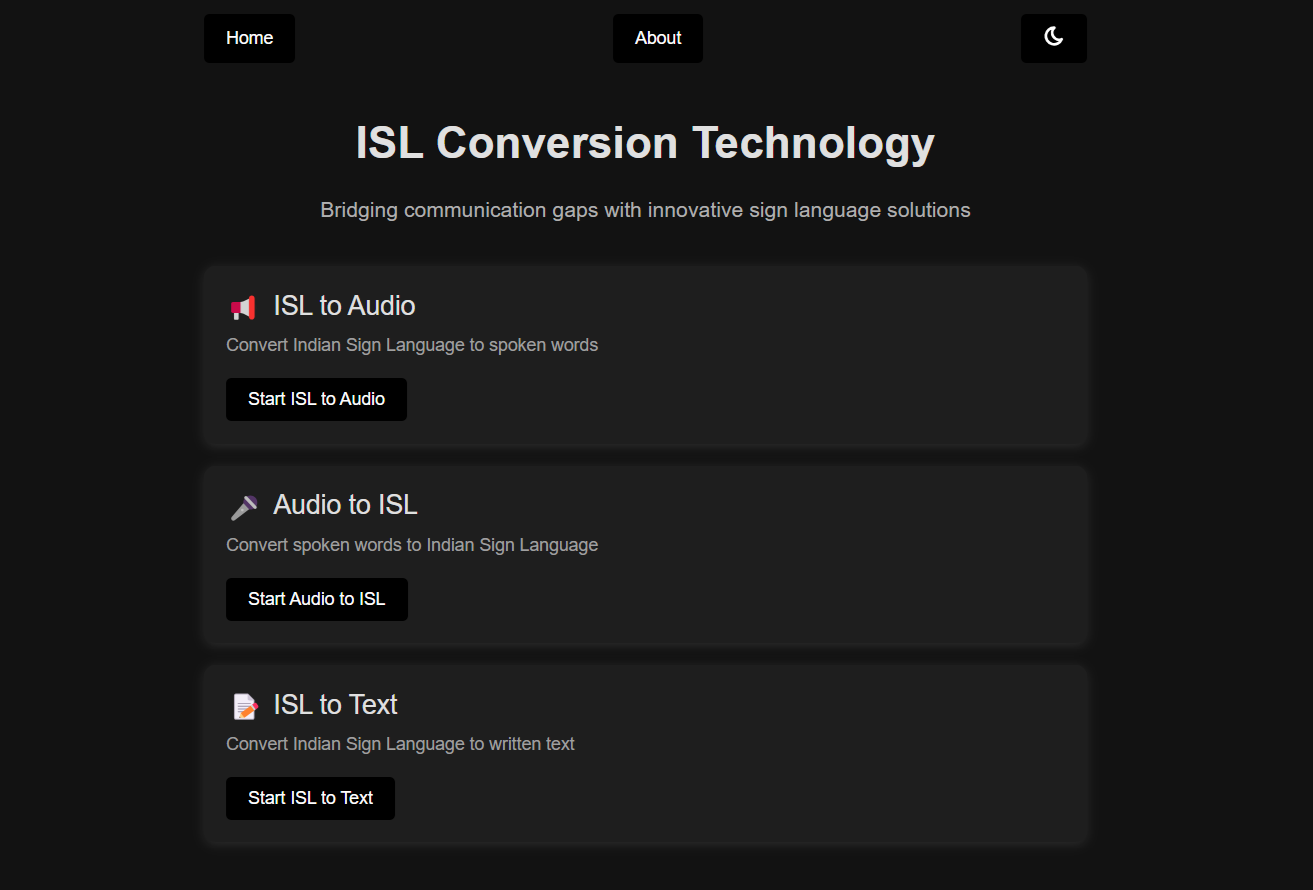 Home
About
ISL Conversion Technology
Bridging communication gaps with innovative sign language solutions
ISL to Audio
Convert Indian Sign Language to spoken words
Start ISL to Audio
Audio to ISL
Convert spoken words to Indian Sign Language
Start Audio to ISL
ISL to Text
Convert Indian Sign Language to written text
Start ISL to Text